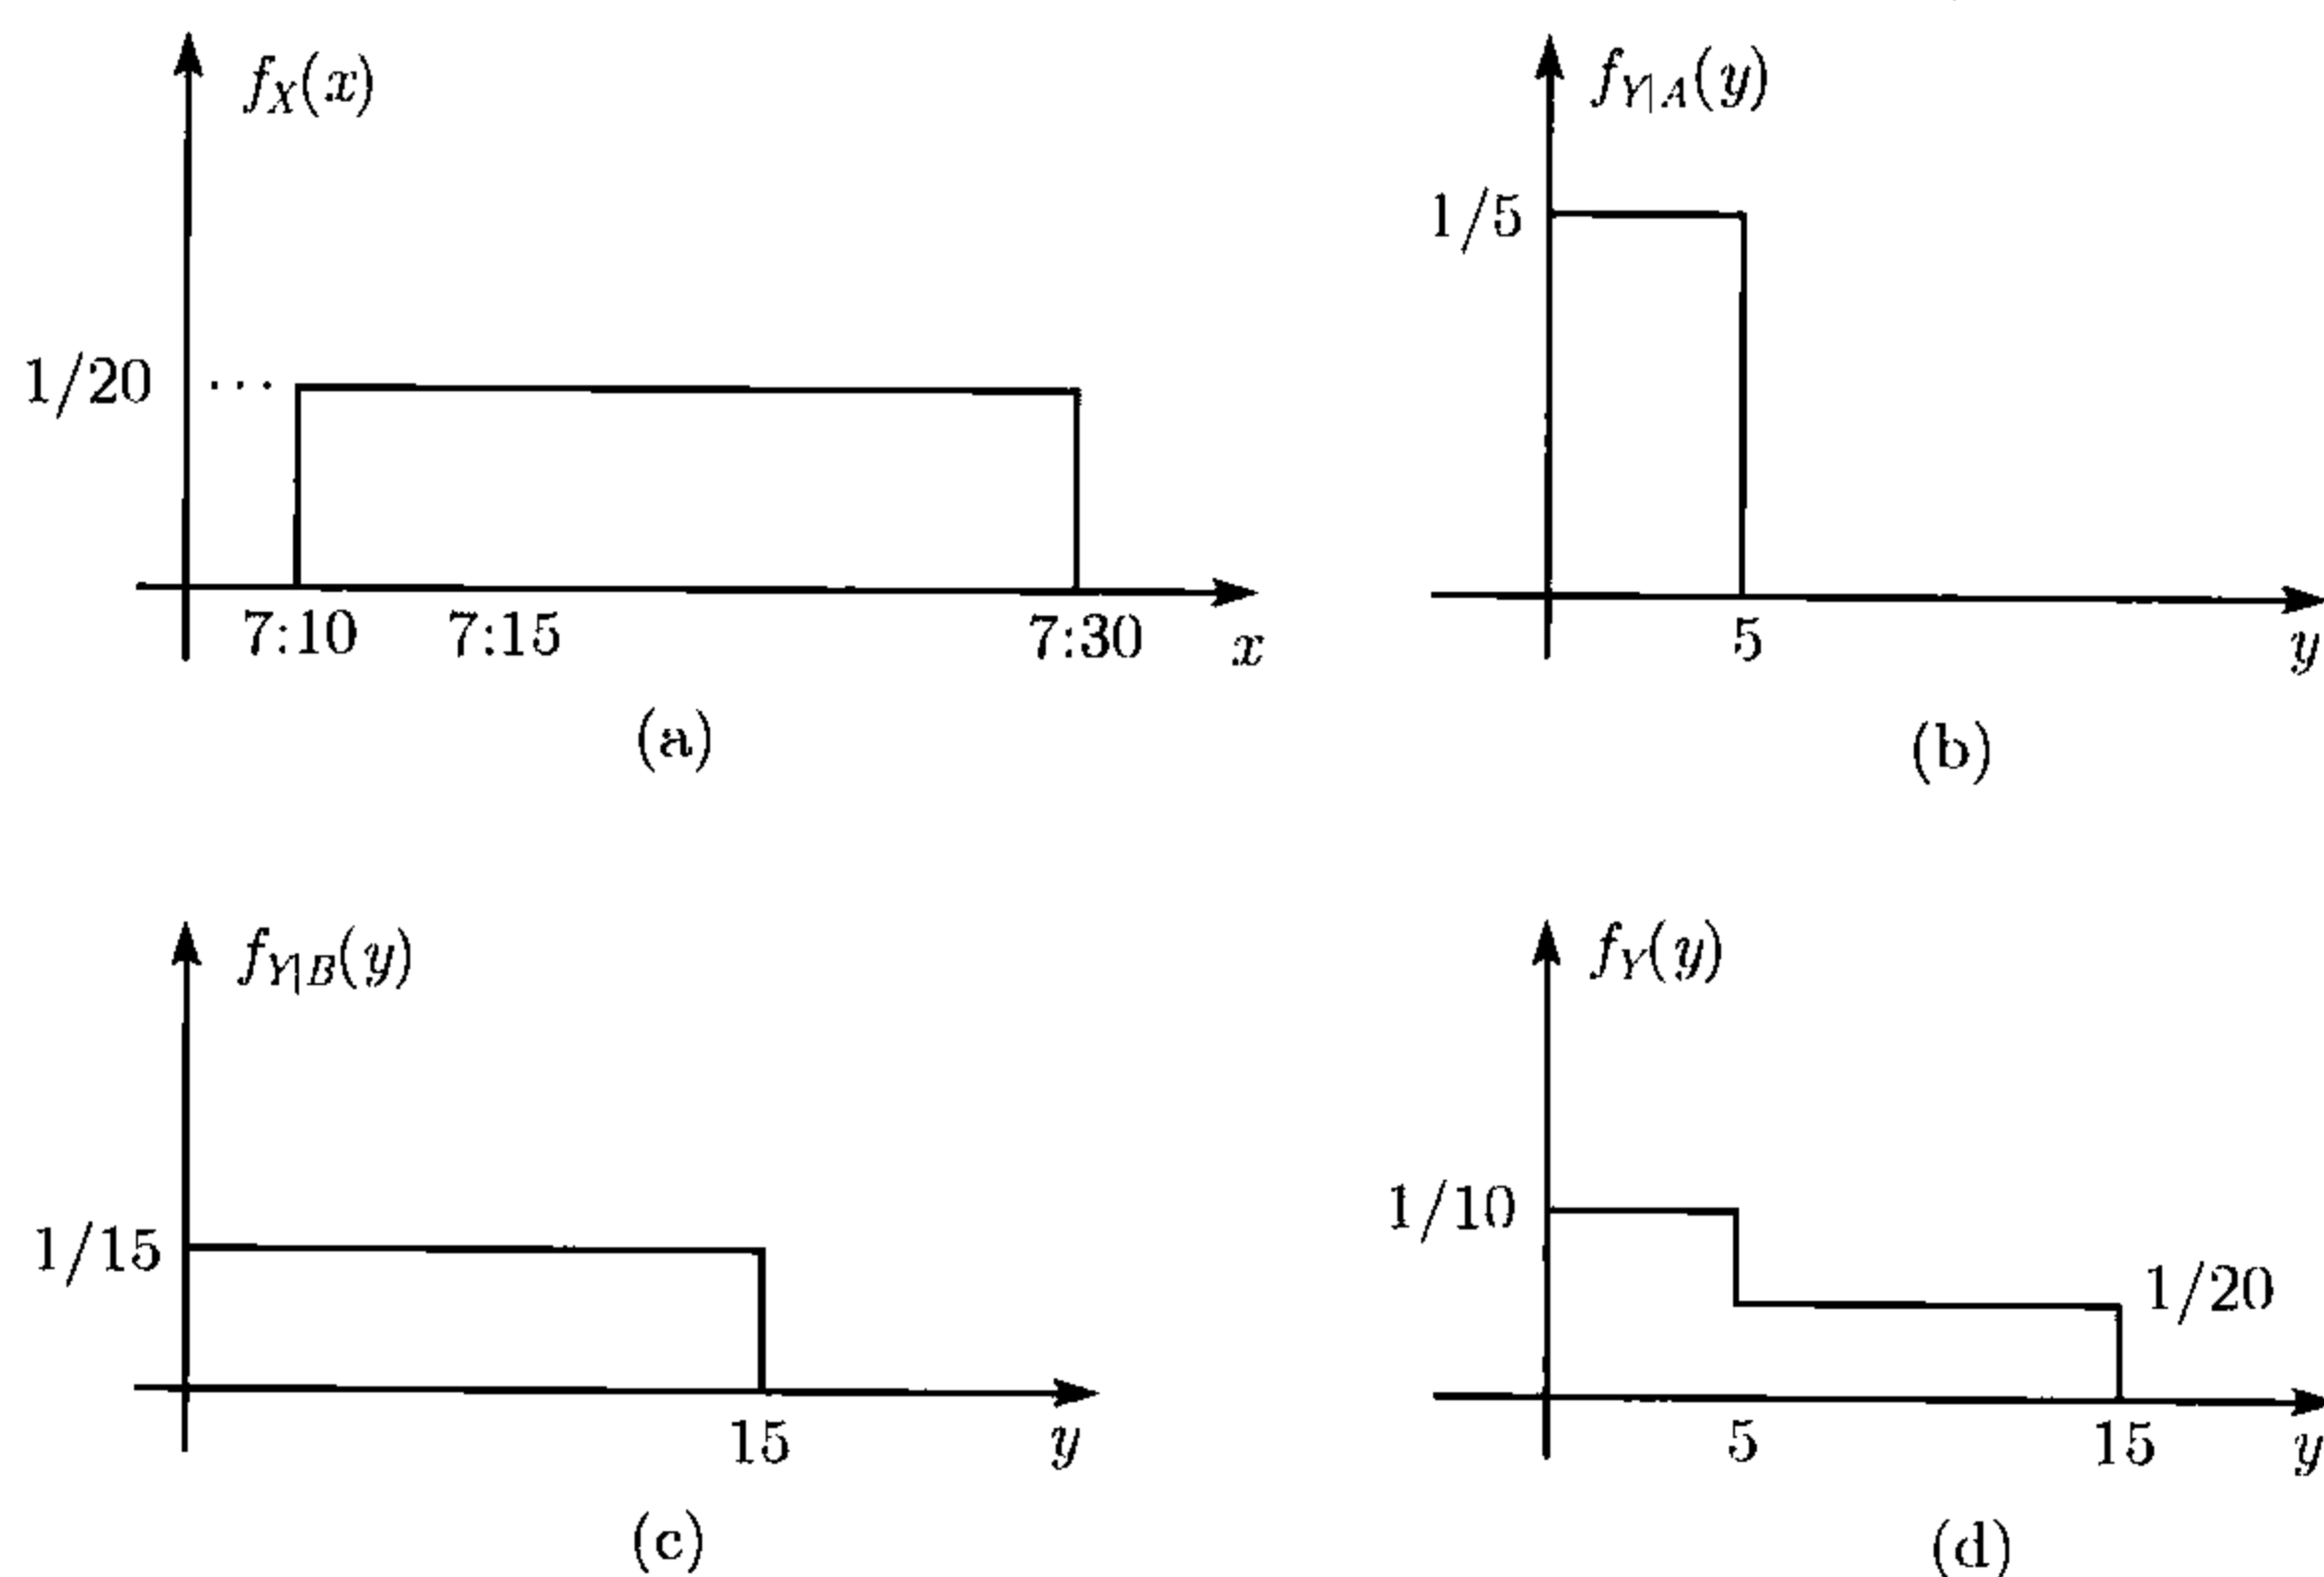 f_X(x)
1/20 ...
7:10 7:15 7:30 x
(a)
f_{Y|A}(y)
1/5
5 y
(b)
f_{Y|B}(y)
1/15
15 y
(c)
f_Y(y)
1/10
1/20
5 15 y
(d)